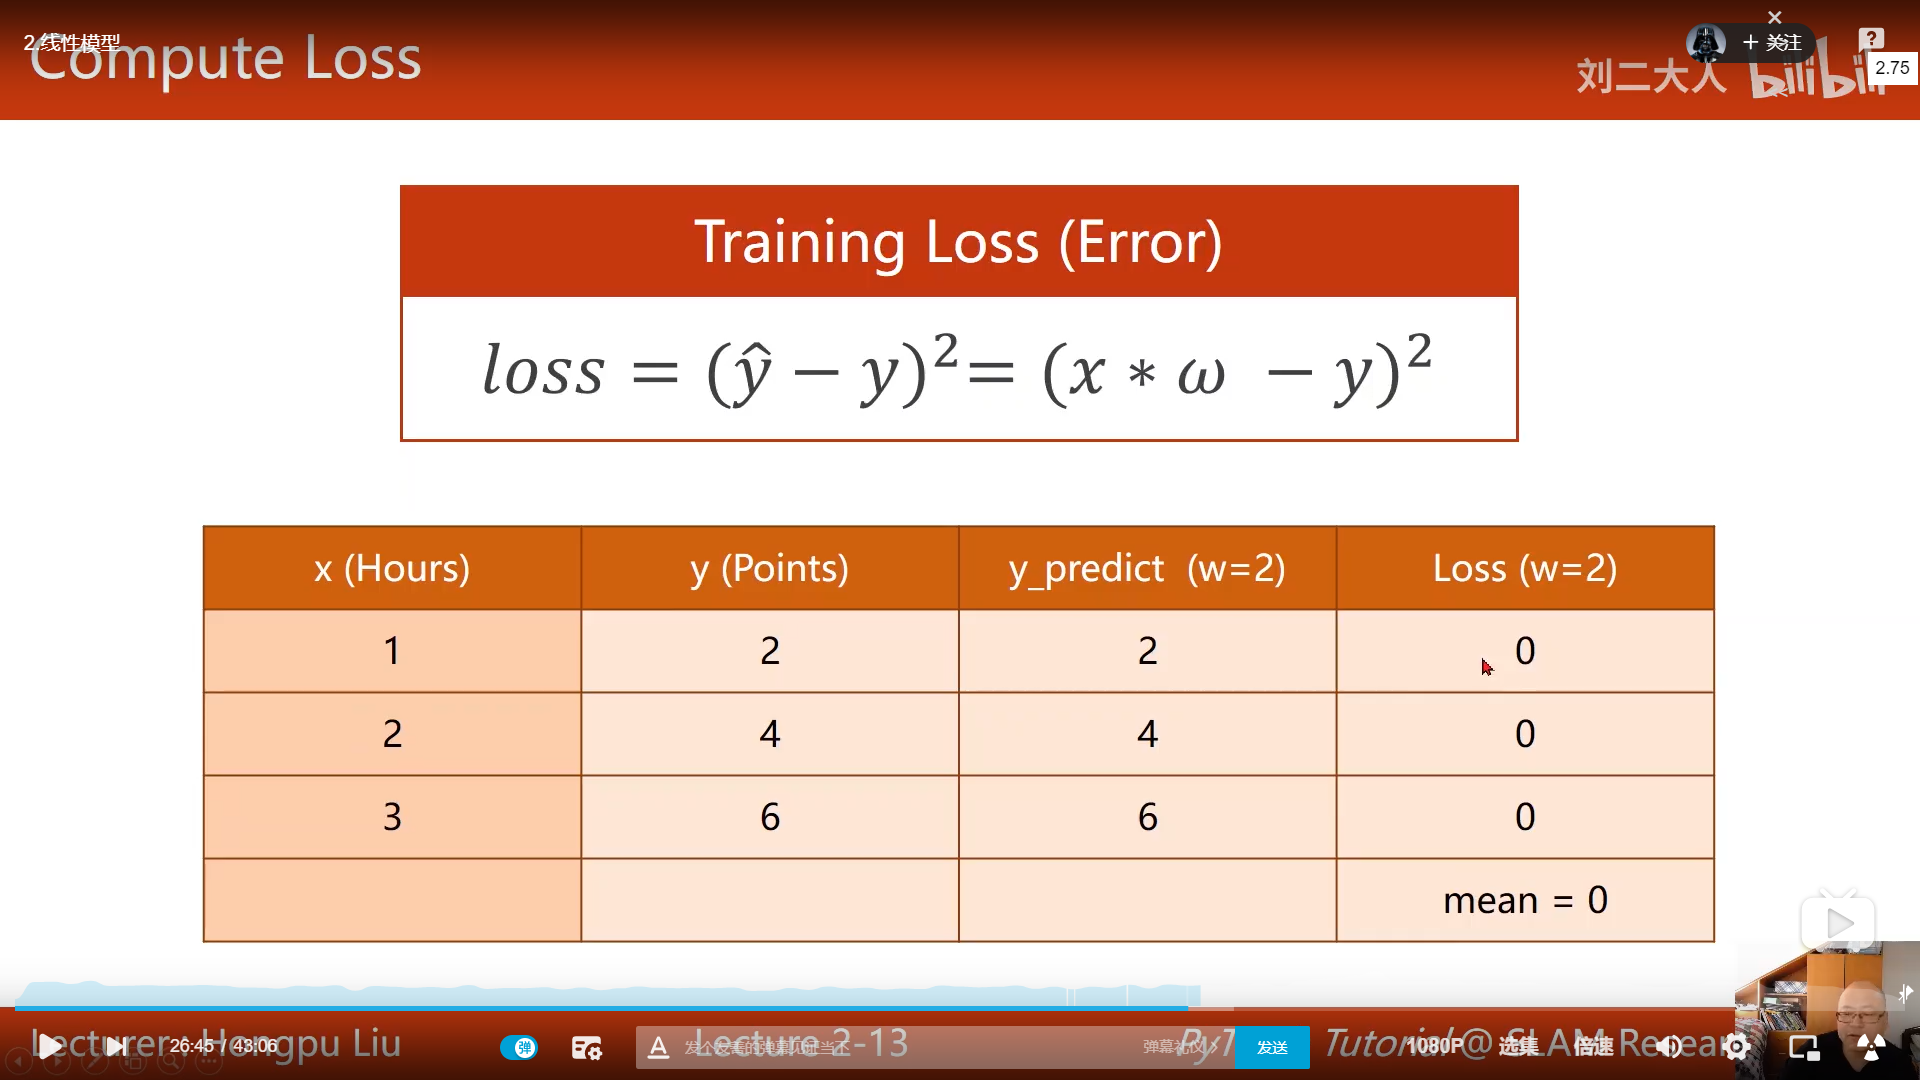 2.线性模型
Compute Loss
+ 关注
刘二大人 bilibili
2.75
Training Loss (Error)
loss = (ŷ − y)² = (x ∗ ω − y)²
x (Hours) y (Points) y_predict (w=2) Loss (w=2)
1 2 2 0
2 4 4 0
3 6 6 0
mean = 0
Lecturer: Hongpu Liu
Lecture 2-13
Tutorial @ SLAM
26:45 / 43:06
弹
发个友善的弹幕见证当下
弹幕礼仪 >
发送
1080P
选集
倍速